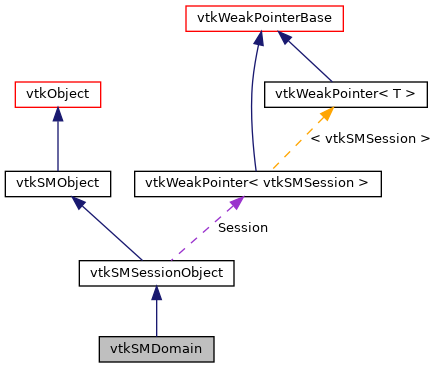 vtkWeakPointerBase
vtkObject
vtkWeakPointer< T >
< vtkSMSession >
vtkSMObject
vtkWeakPointer< vtkSMSession >
Session
vtkSMSessionObject
vtkSMDomain